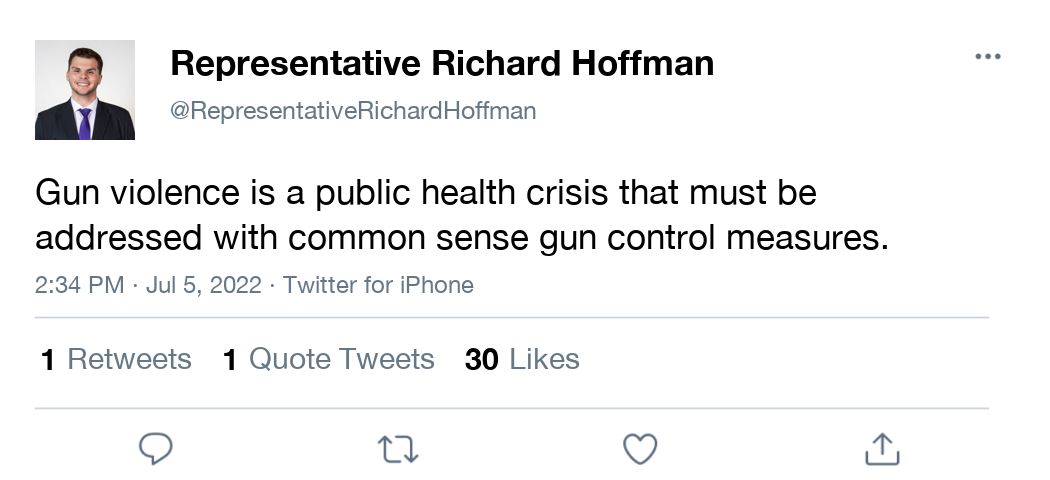 Representative Richard Hoffman
@RepresentativeRichardHoffman
Gun violence is a public health crisis that must be
addressed with common sense gun control measures.
2:34 PM · Jul 5, 2022 · Twitter for iPhone
1 Retweets 1 Quote Tweets 30 Likes